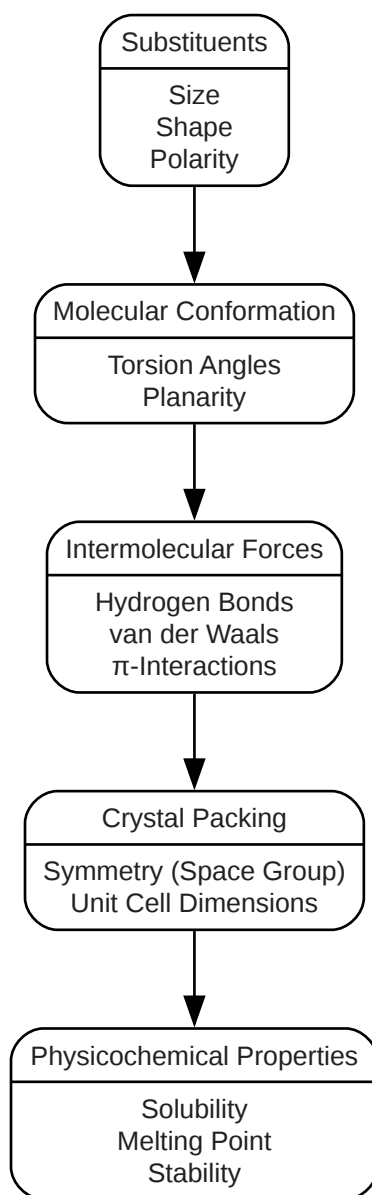 Substituents
Size
Shape
Polarity
Molecular Conformation
Torsion Angles
Planarity
Intermolecular Forces
Hydrogen Bonds
van der Waals
π-Interactions
Crystal Packing
Symmetry (Space Group)
Unit Cell Dimensions
Physicochemical Properties
Solubility
Melting Point
Stability